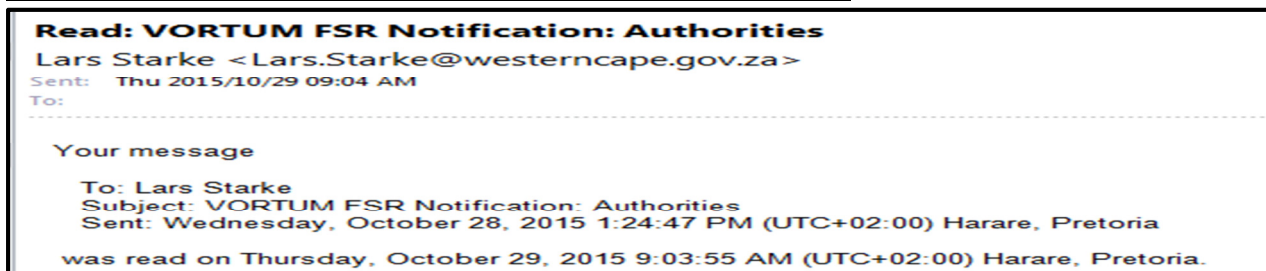 Read: VORTUM FSR Notification: Authorities
Lars Starke <Lars.Starke@westerncape.gov.za>
Sent: Thu 2015/10/29 09:04 AM
To:
Your message
To: Lars Starke
Subject: VORTUM FSR Notification: Authorities
Sent: Wednesday, October 28, 2015 1:24:47 PM (UTC+02:00) Harare, Pretoria
was read on Thursday, October 29, 2015 9:03:55 AM (UTC+02:00) Harare, Pretoria.